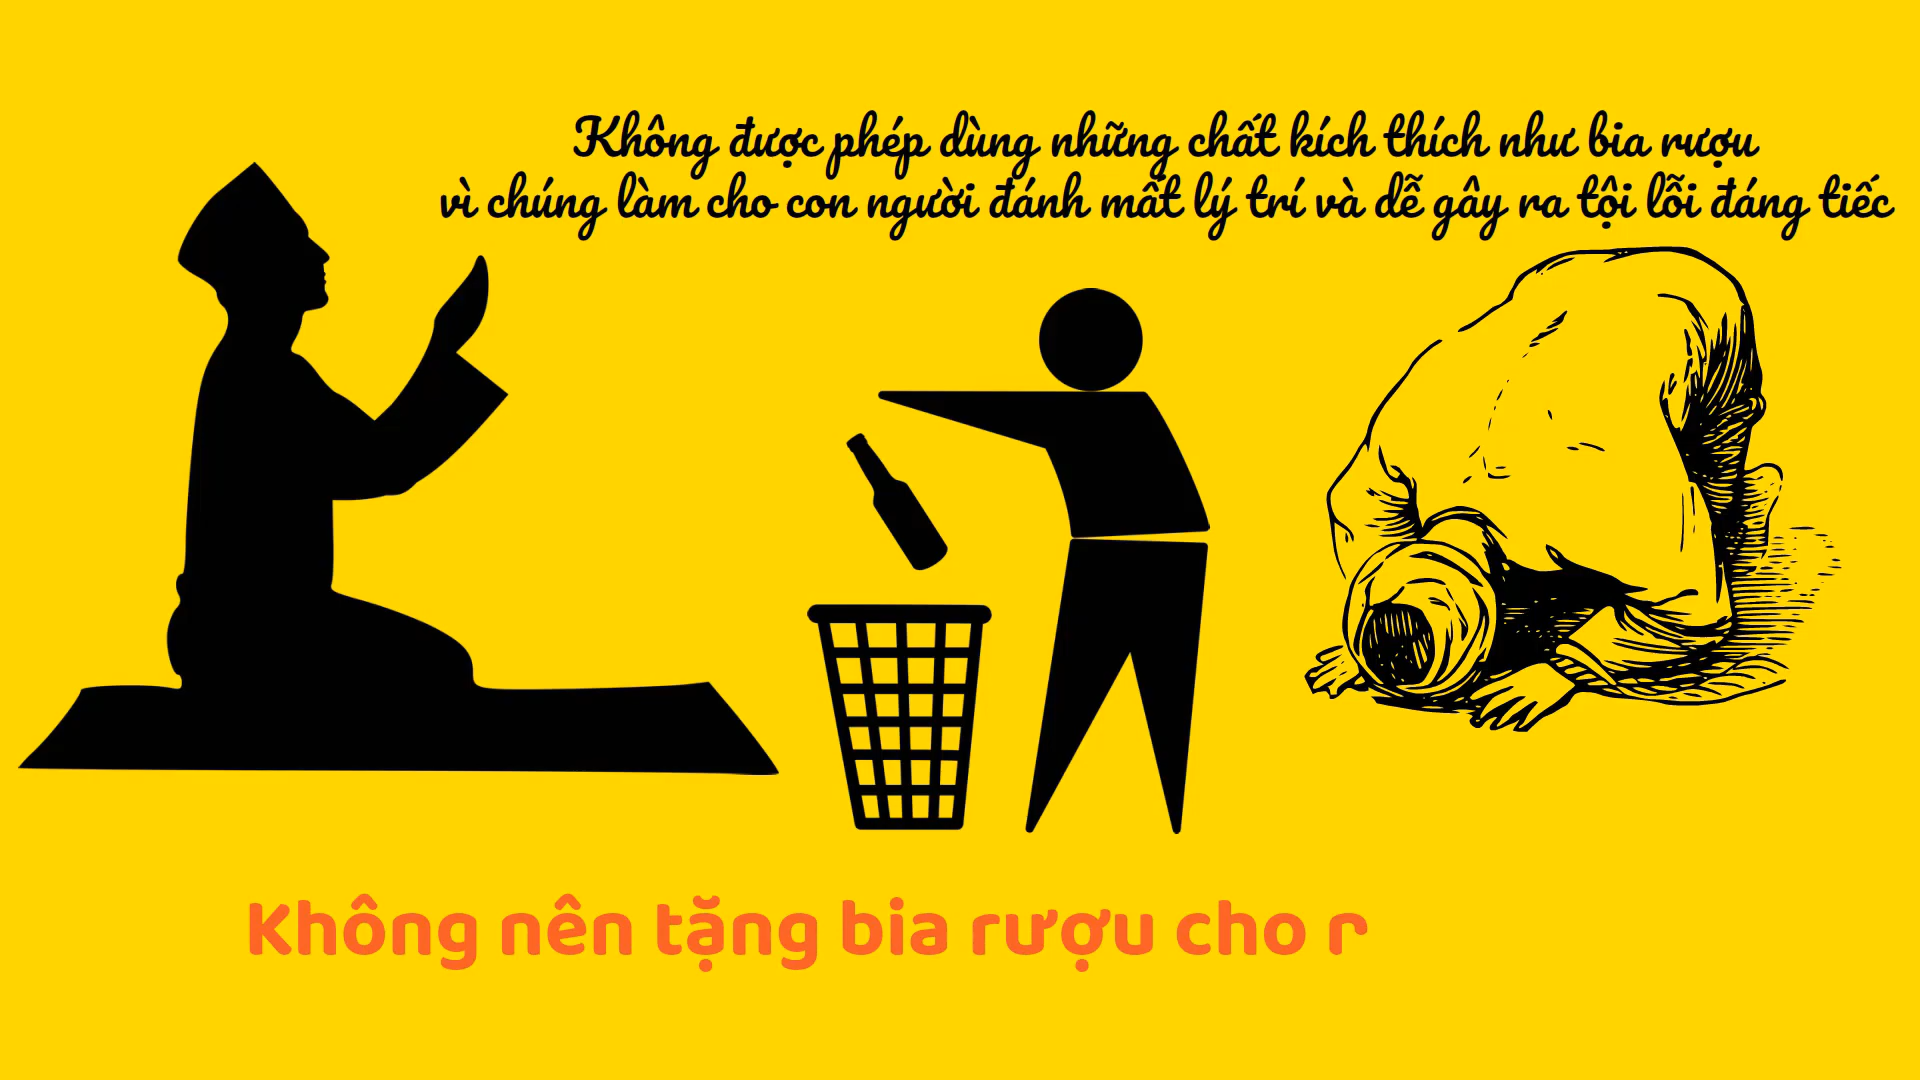 Không được phép dùng những chất kích thích như bia rượu
vì chúng làm cho con người đánh mất lý trí và dễ gây ra tội lỗi đáng tiếc
Không nên tặng bia rượu cho